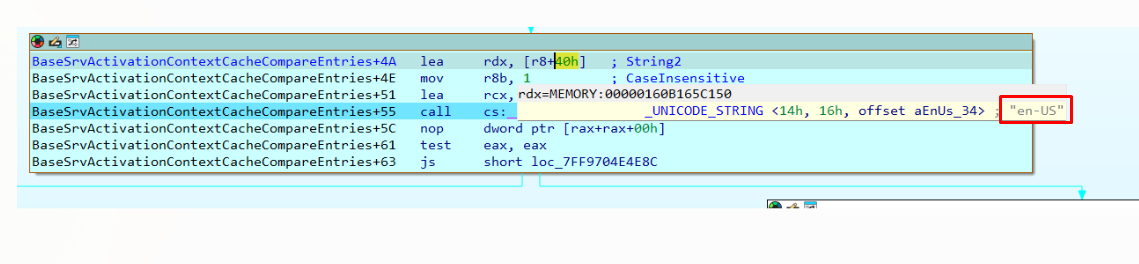 BaseSrvActivationContextCacheCompareEntries+4A lea rdx, [r8+40h] ; String2
BaseSrvActivationContextCacheCompareEntries+4E mov r8b, 1 ; CaseInsensitive
BaseSrvActivationContextCacheCompareEntries+51 lea rcx, rdx=MEMORY:00000160B165C150
BaseSrvActivationContextCacheCompareEntries+55 call cs:_ _UNICODE_STRING <14h, 16h, offset aEnUs_34> ; "en-US"
BaseSrvActivationContextCacheCompareEntries+5C nop dword ptr [rax+rax+00h]
BaseSrvActivationContextCacheCompareEntries+61 test eax, eax
BaseSrvActivationContextCacheCompareEntries+63 js short loc_7FF9704E4E8C